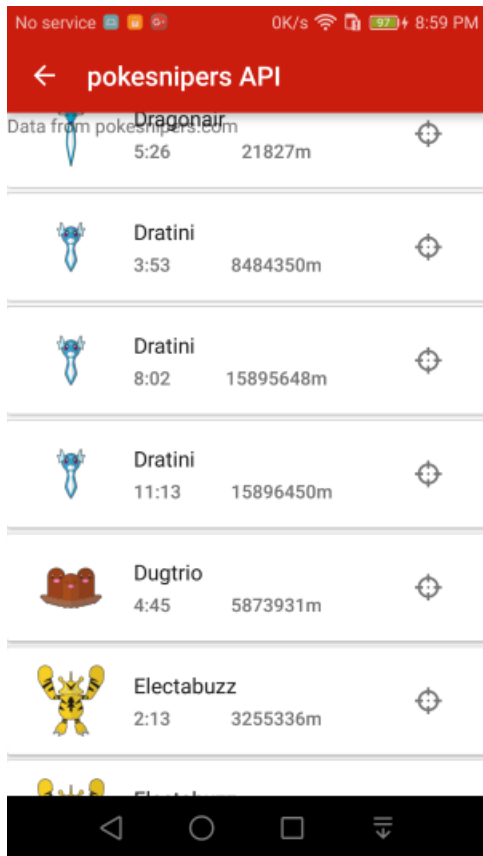 No service 0K/s 97 8:59 PM
pokesnipers API
Dragonair
Data from pokesnipers.com
5:26 21827m
Dratini
3:53 8484350m
Dratini
8:02 15895648m
Dratini
11:13 15896450m
Dugtrio
4:45 5873931m
Electabuzz
2:13 3255336m